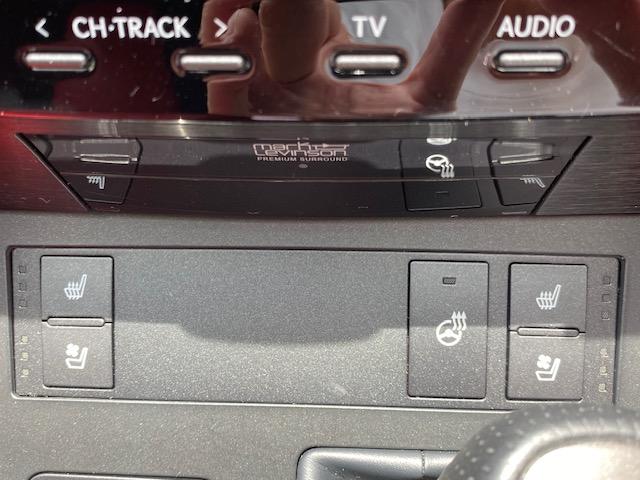 < CH·TRACK > TV AUDIO
mark
Levinson
PREMIUM SURROUND